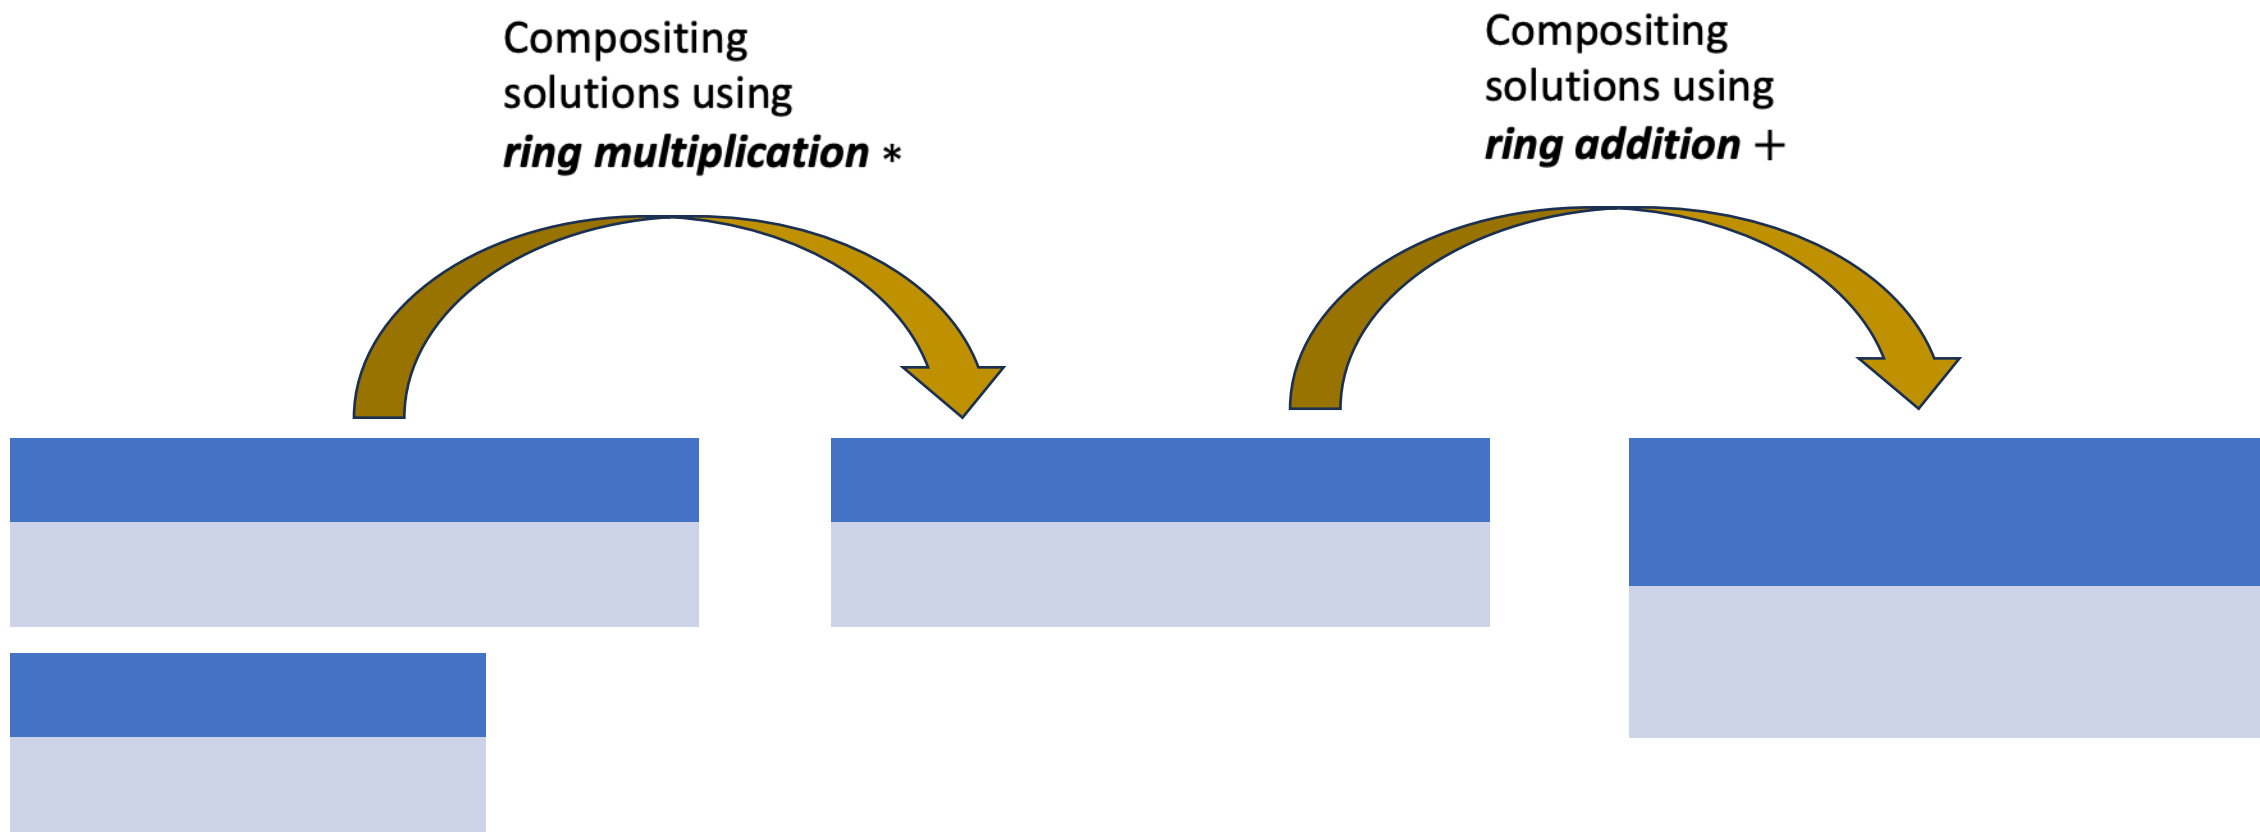 Compositing
solutions using
ring multiplication *
Compositing
solutions using
ring addition +